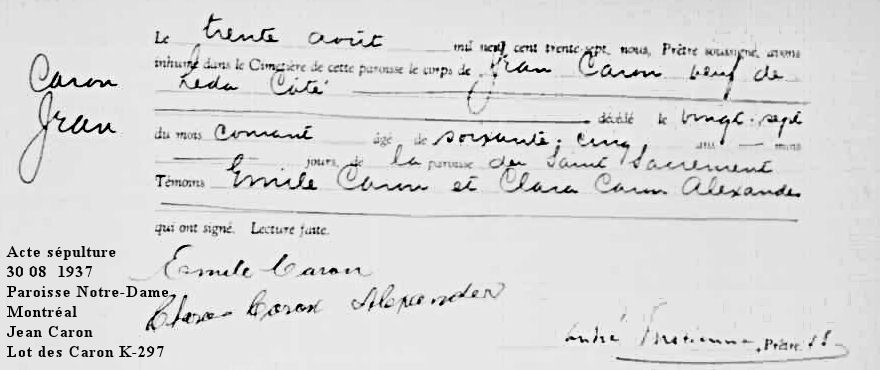 Caron
Jean
Le trente août mil neuf cent trente-sept, nous, Prêtre soussigné, avons
inhumé dans le Cimetière de cette paroisse le corps de Jean Caron veuf de
Leda Côté
décédé le vingt-sept
du mois courant âgé de soixante-cinq ans — mois
— jours, de la paroisse du Saint Sacrement
Témoins Emile Caron et Clara Caron Alexander
qui ont signé. Lecture faite.
Emile Caron
Clara Caron Alexander
André, Prêtre
Acte sépulture
30 08 1937
Paroisse Notre-Dame
Montréal
Jean Caron
Lot des Caron K-297